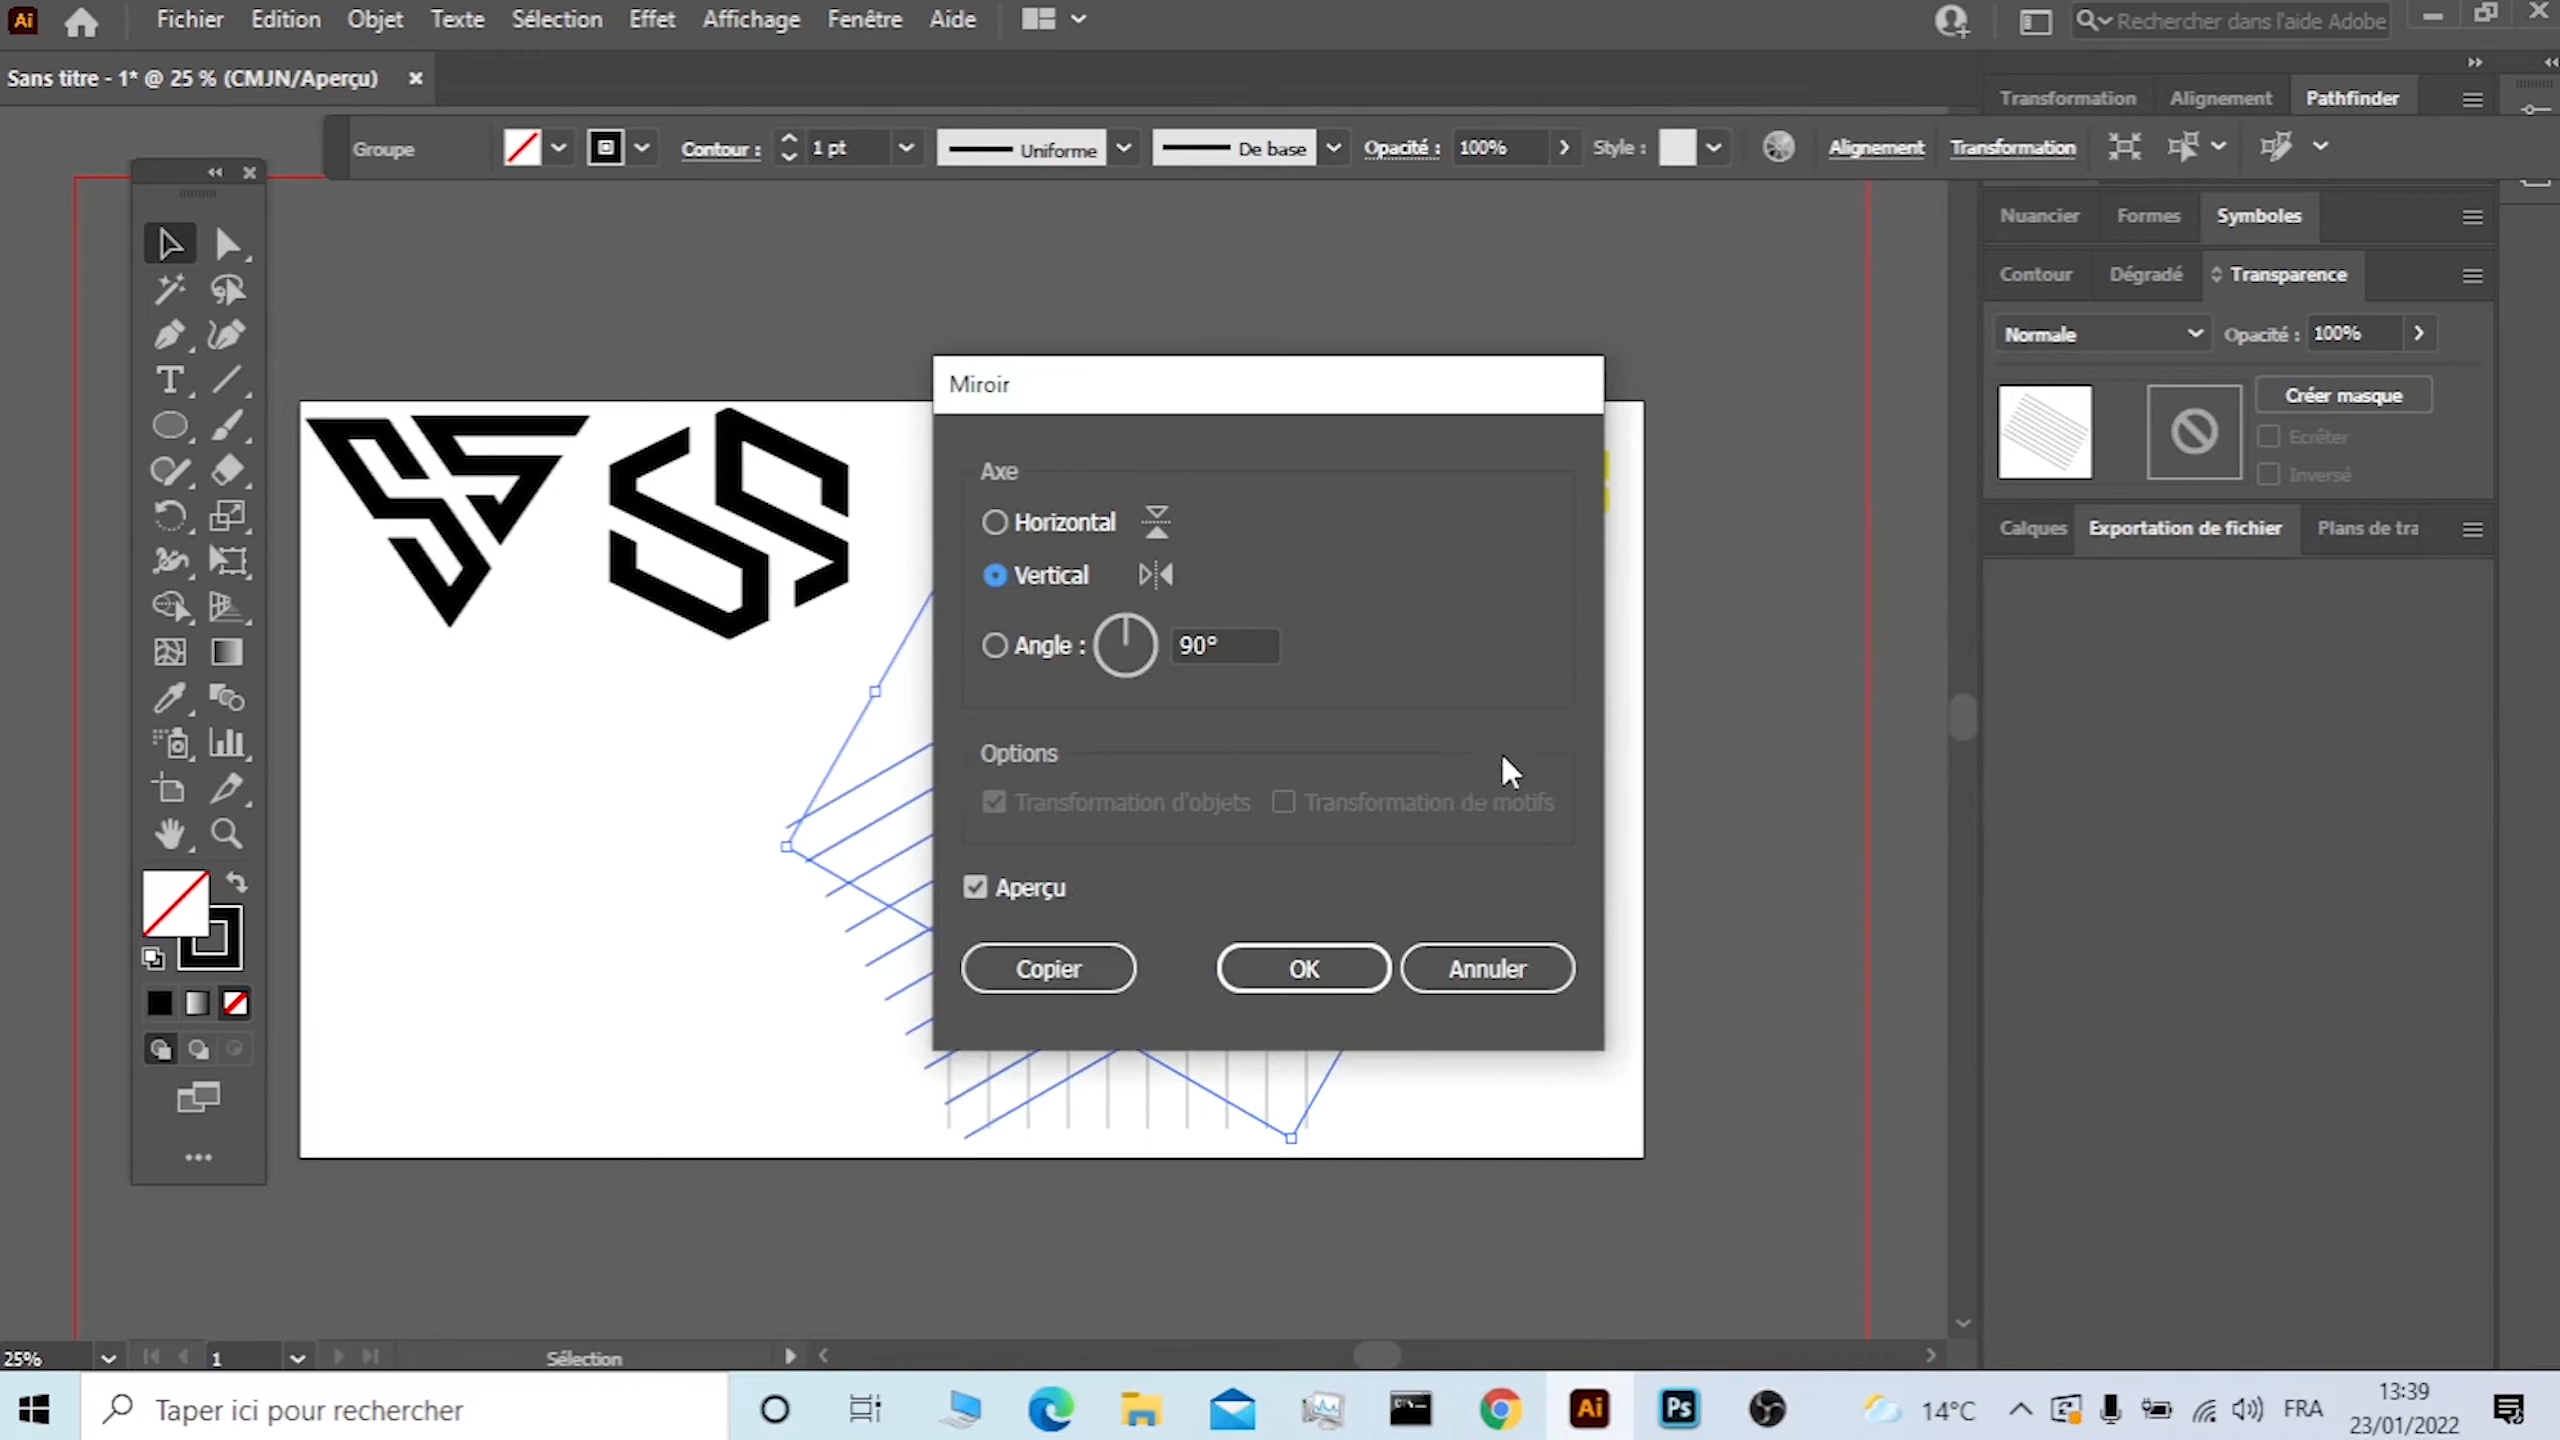 Ai Fichier Edition Objet Texte Sélection Effet Affichage Fenêtre Aide Rechercher dans l'aide Adobe
Sans titre - 1* @ 25 % (CMJN/Aperçu) ×
Transformation Alignement Pathfinder
Groupe Contour : 1 pt Uniforme De base Opacité : 100% Style : Alignement Transformation
Nuancier Formes Symboles
Contour Dégradé Transparence
Normale Opacité : 100%
Créer masque
Ecrêter
Inversé
Calques Exportation de fichier Plans de tra
Miroir
Axe
Horizontal
Vertical
Angle : 90°
Options
Transformation d'objets Transformation de motifs
Aperçu
Copier OK Annuler
25% 1 Sélection
Taper ici pour rechercher
Ai Ps 14°C FRA 13:39
23/01/2022